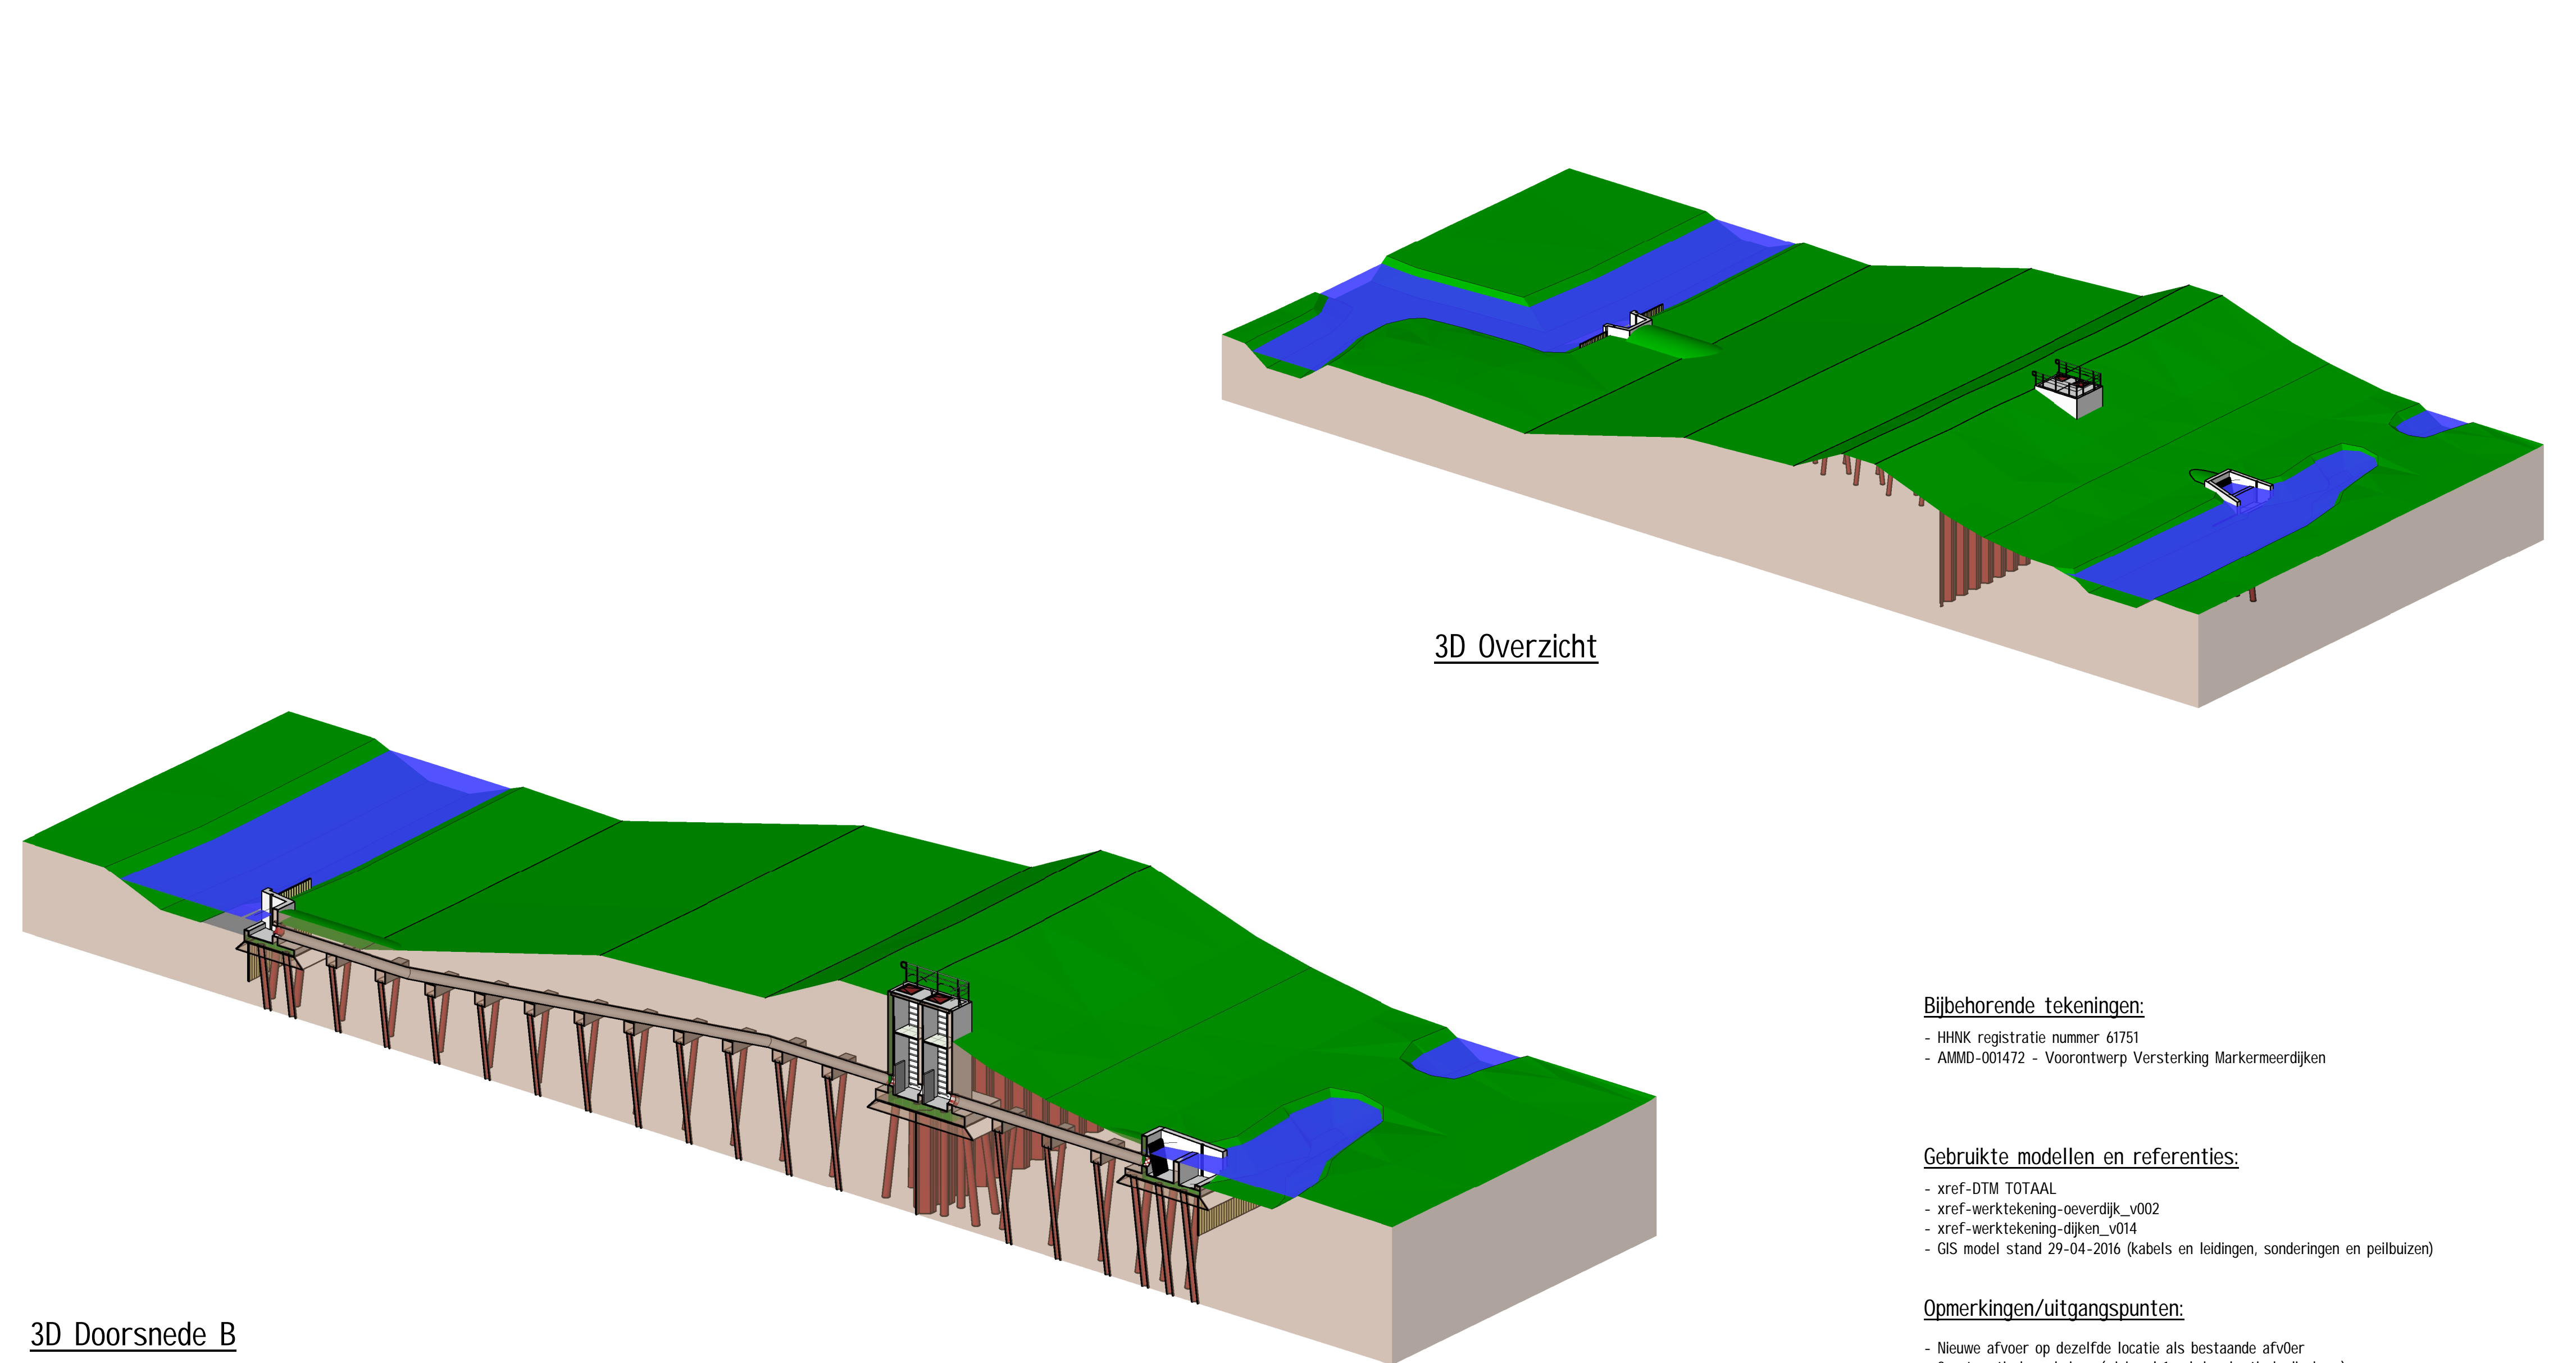 3D Overzicht
3D Doorsnede B
Bijbehorende tekeningen:
- HHNK registratie nummer 61751
- AMMD-001472 - Voorontwerp Versterking Markermeerdijken
Gebruikte modellen en referenties:
- xref-DTM TOTAAL
- xref-werktekening-oeverdijk_v002
- xref-werktekening-dijken_v014
- GIS model stand 29-04-2016 (kabels en leidingen, sonderingen en peilbuizen)
Opmerkingen/uitgangspunten:
- Nieuwe afvoer op dezelfde locatie als bestaande afv0er